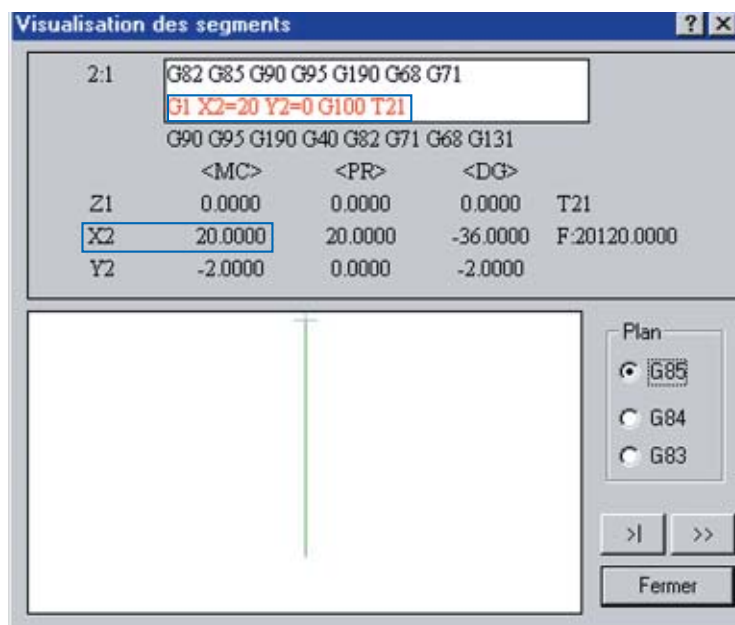 Visualisation des segments
2:1 G82 G85 G90 G95 G190 G68 G71
G1 X2=20 Y2=0 G100 T21
G90 G95 G190 G40 G82 G71 G68 G131
<MC> <PR> <DG>
Z1 0.0000 0.0000 0.0000 T21
X2 20.0000 20.0000 -36.0000 F:20120.0000
Y2 -2.0000 0.0000 -2.0000
Plan
G85
G84
G83
>| >>
Fermer